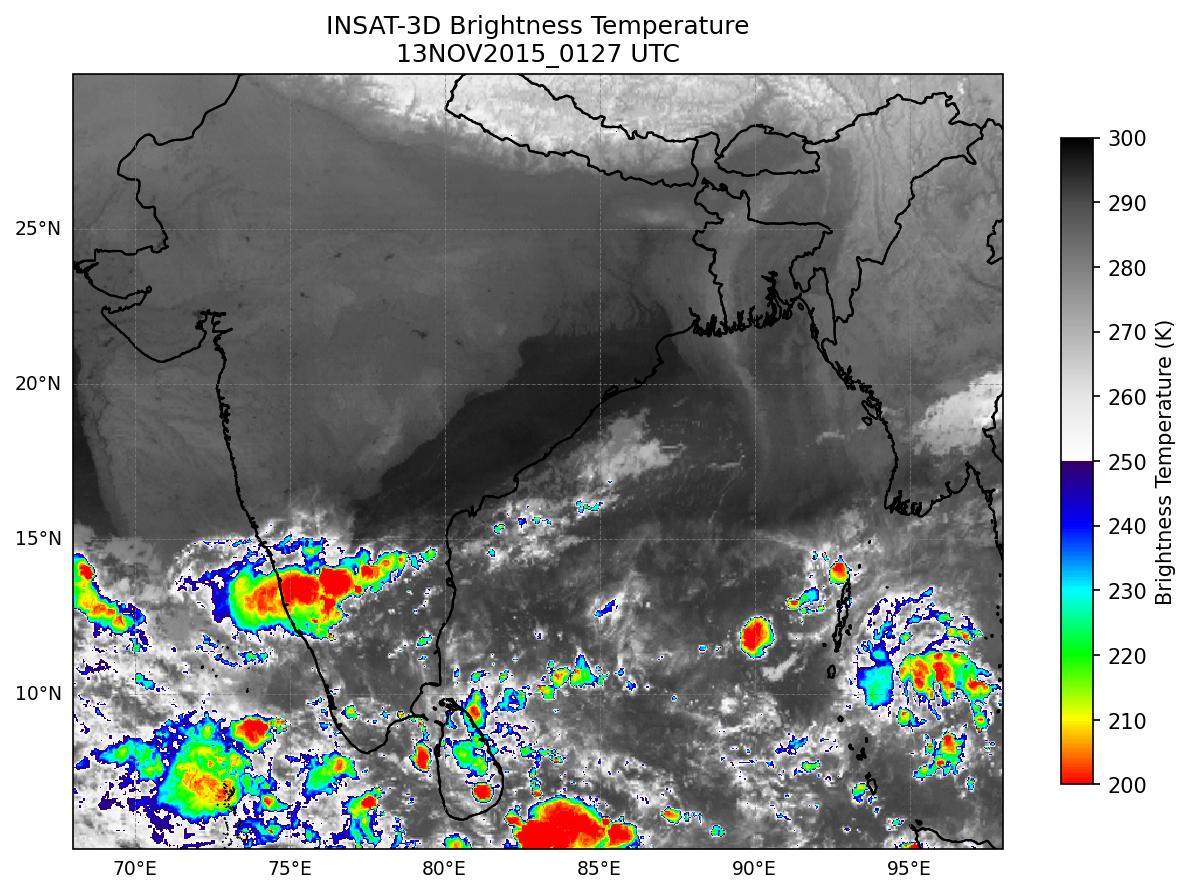 INSAT-3D Brightness Temperature
13NOV2015_0127 UTC
25°N
20°N
15°N
10°N
70°E
75°E
80°E
85°E
90°E
95°E
300
290
280
270
260
250
240
230
220
210
200
Brightness Temperature (K)